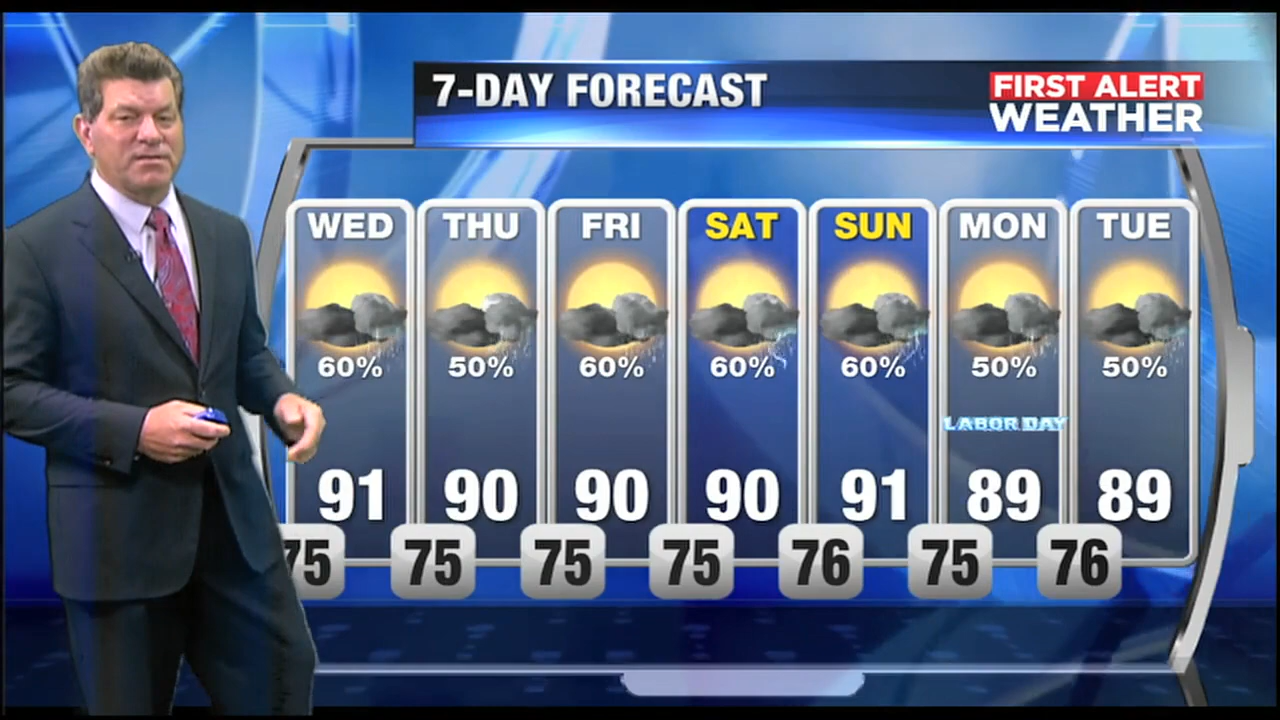 7-DAY FORECAST
FIRST ALERT
WEATHER
WED THU FRI SAT SUN MON TUE
60% 50% 60% 60% 60% 50% 50%
LABOR DAY
91 90 90 90 91 89 89
75 75 75 75 76 75 76